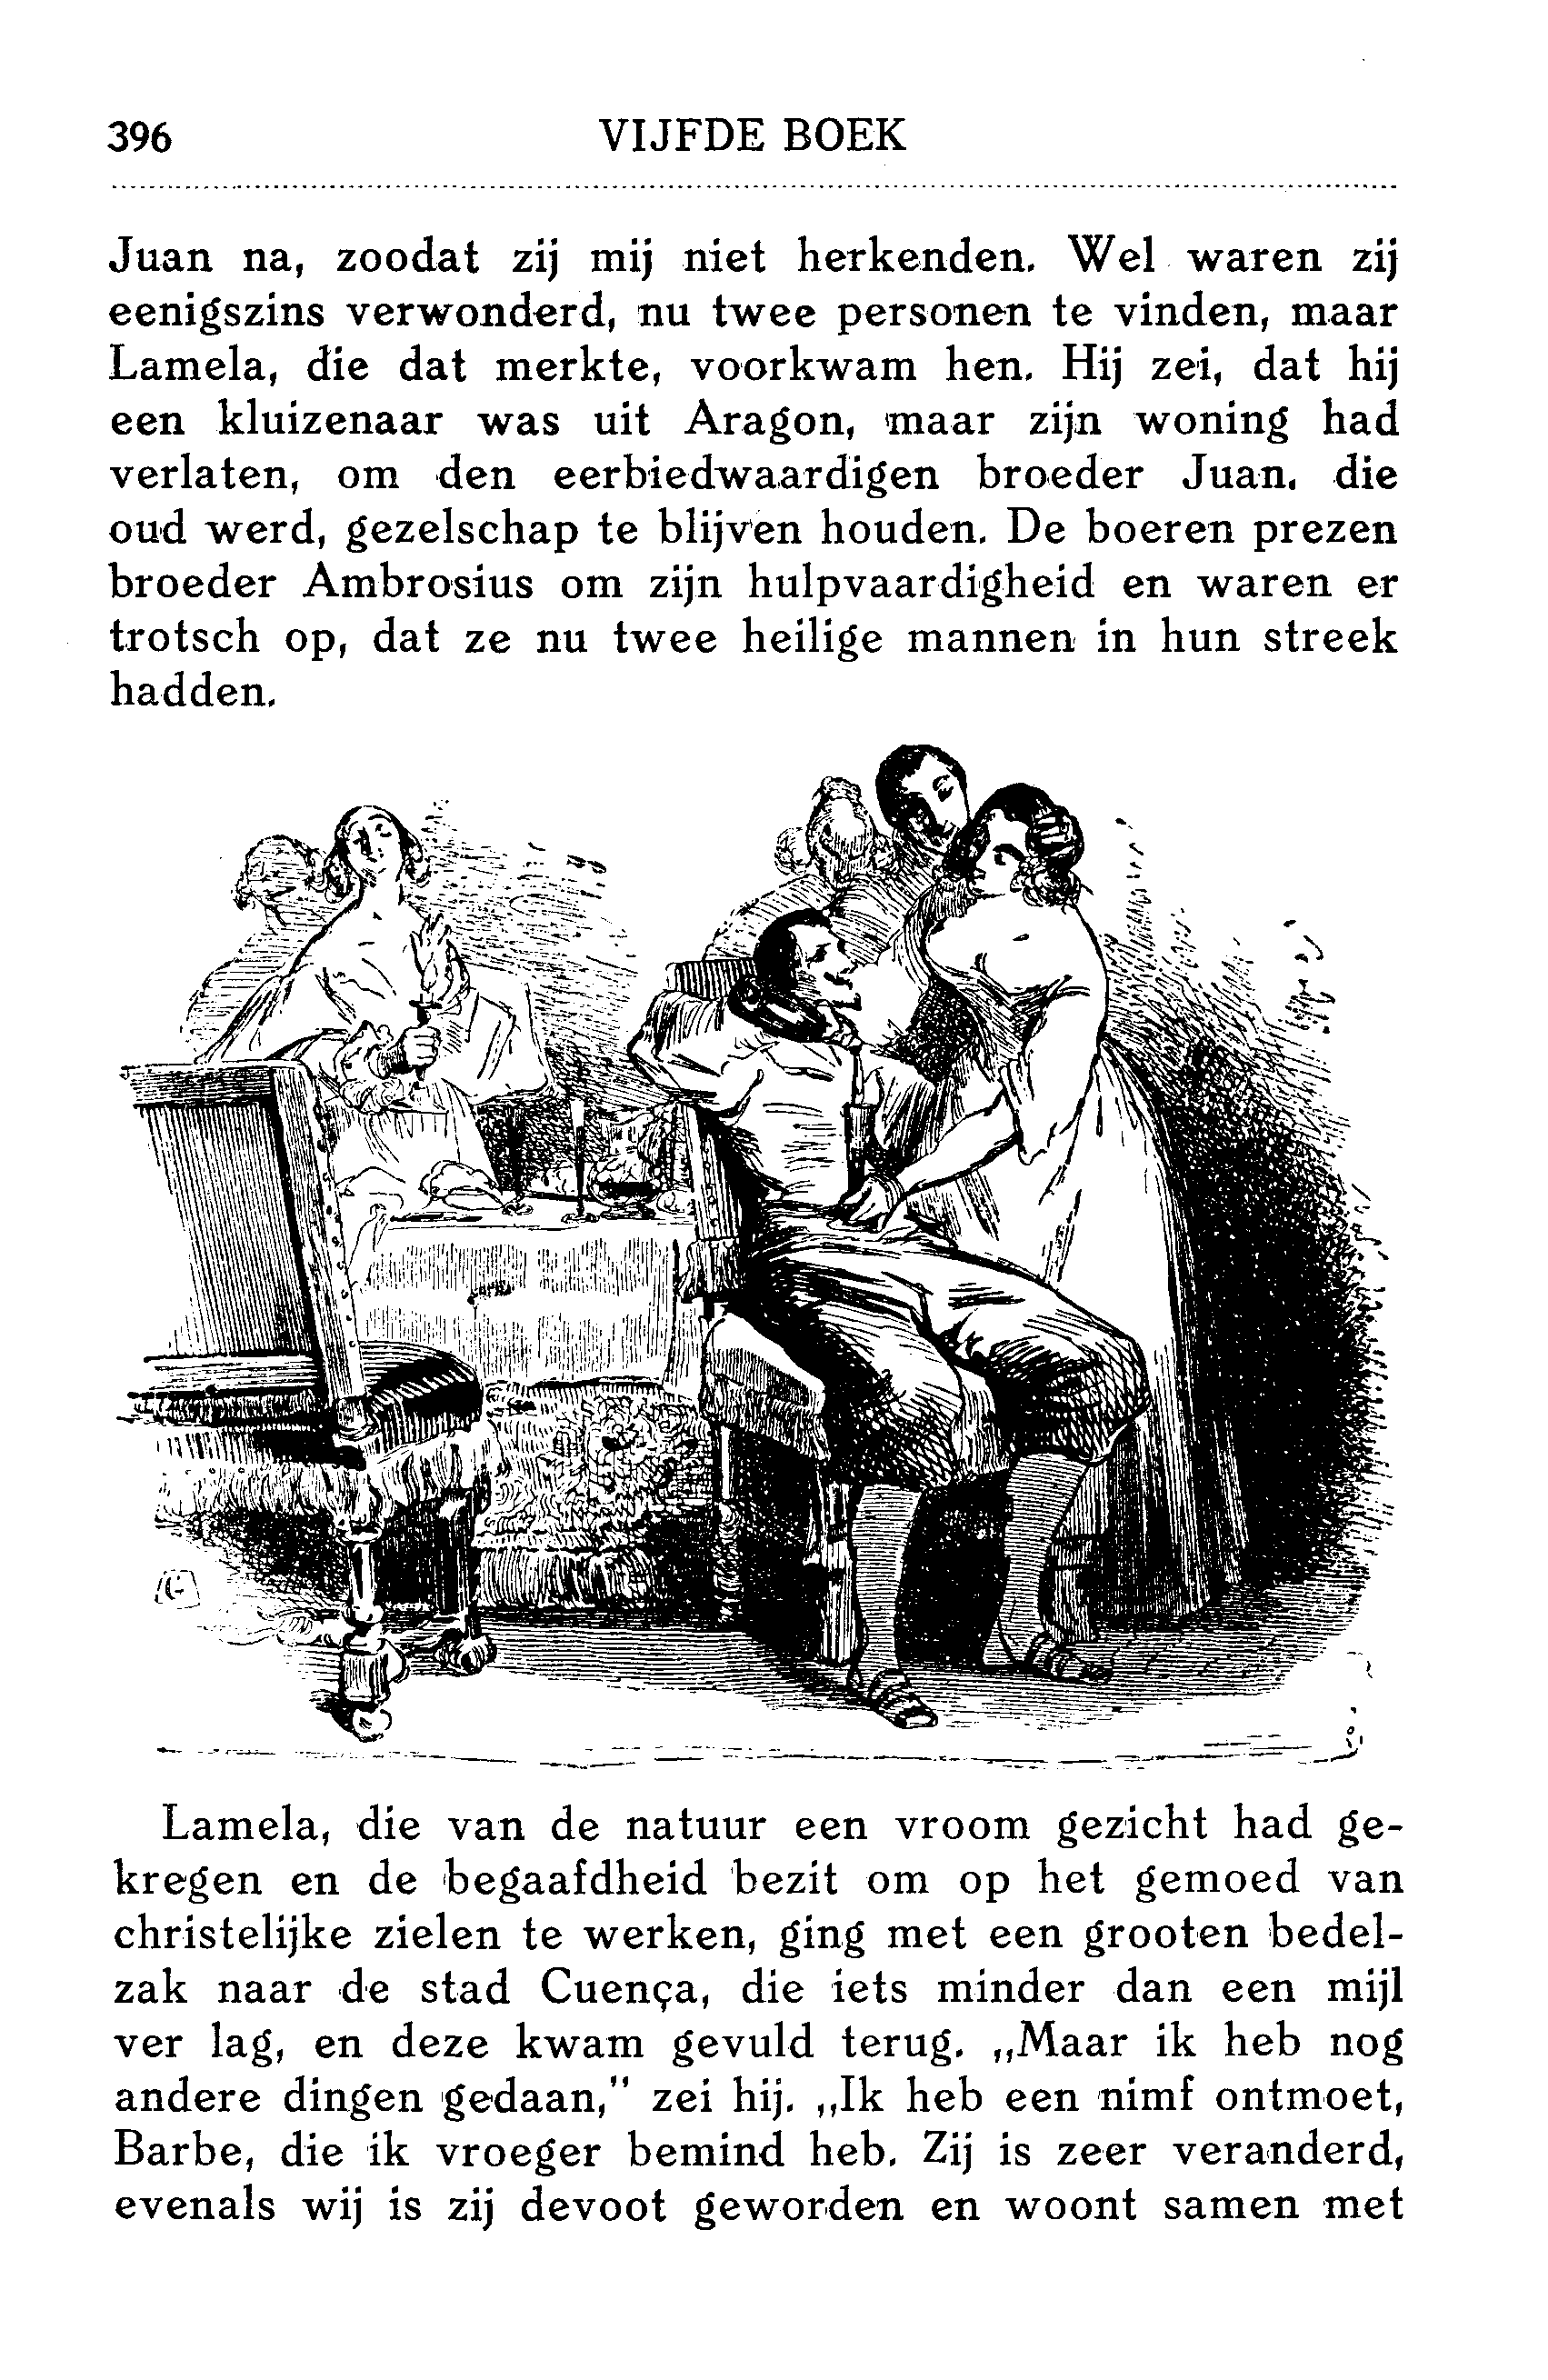 396 VIJFDE BOEK
Juan na, zoodat zij mij niet herkenden. Wel waren zij
eenigszins verwonderd, nu twee personen te vinden, maar
Lamela, die dat merkte, voorkwam hen. Hij zei, dat hij
een kluizenaar was uit Aragon, maar zijn woning had
verlaten, om den eerbiedwaardigen broeder Juan, die
oud werd, gezelschap te blijven houden. De boeren prezen
broeder Ambrosius om zijn hulpvaardigheid en waren er
trotsch op, dat ze nu twee heilige mannen in hun streek
hadden.
Lamela, die van de natuur een vroom gezicht had ge-
kregen en de begaafdheid bezit om op het gemoed van
christelijke zielen te werken, ging met een grooten bedel-
zak naar de stad Cuença, die iets minder dan een mijl
ver lag, en deze kwam gevuld terug. „Maar ik heb nog
andere dingen gedaan," zei hij. „Ik heb een nimf ontmoet,
Barbe, die ik vroeger bemind heb. Zij is zeer veranderd,
evenals wij is zij devoot geworden en woont samen met